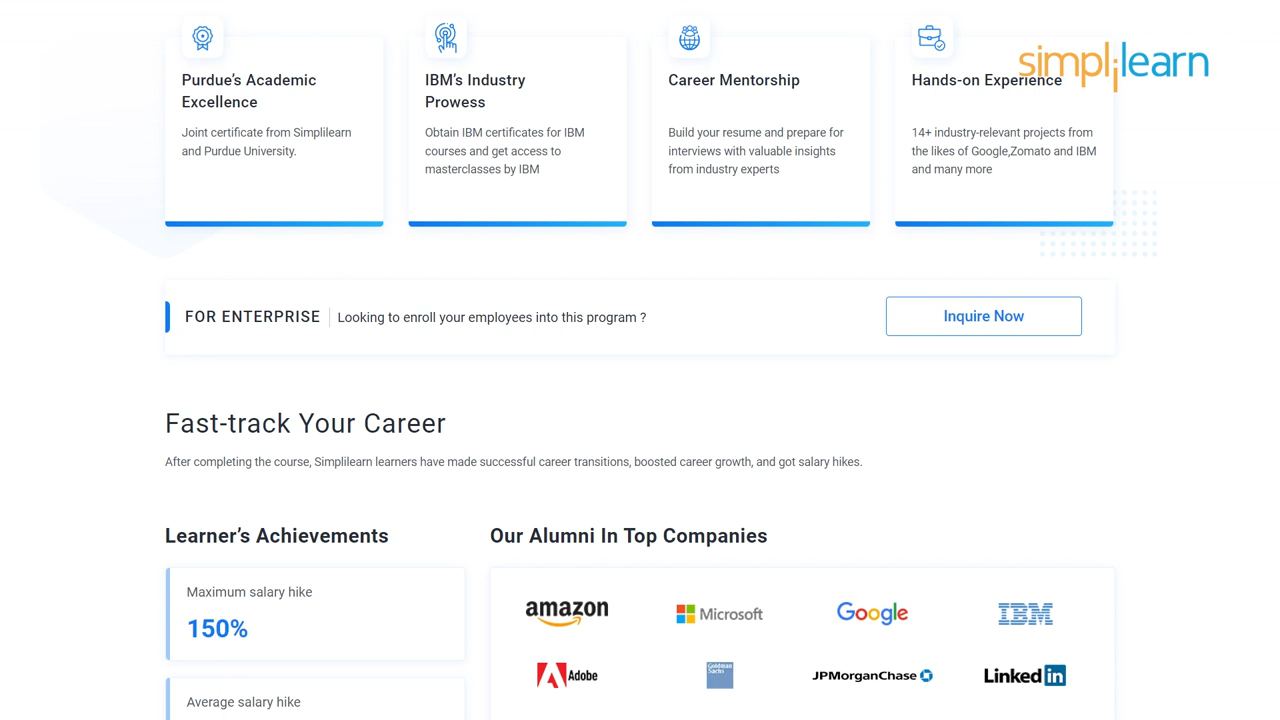 Purdue's Academic
Excellence
Joint certificate from Simplilearn
and Purdue University.
IBM's Industry
Prowess
Obtain IBM certificates for IBM
courses and get access to
masterclasses by IBM
Career Mentorship
Build your resume and prepare for
interviews with valuable insights
from industry experts
simplilearn
Hands-on Experience
14+ industry-relevant projects from
the likes of Google,Zomato and IBM
and many more
FOR ENTERPRISE Looking to enroll your employees into this program ?
Inquire Now
Fast-track Your Career
After completing the course, Simplilearn learners have made successful career transitions, boosted career growth, and got salary hikes.
Learner's Achievements
Maximum salary hike
150%
Average salary hike
Our Alumni In Top Companies
amazon Microsoft Google IBM
Adobe Goldman
Sachs
JPMorganChase LinkedIn